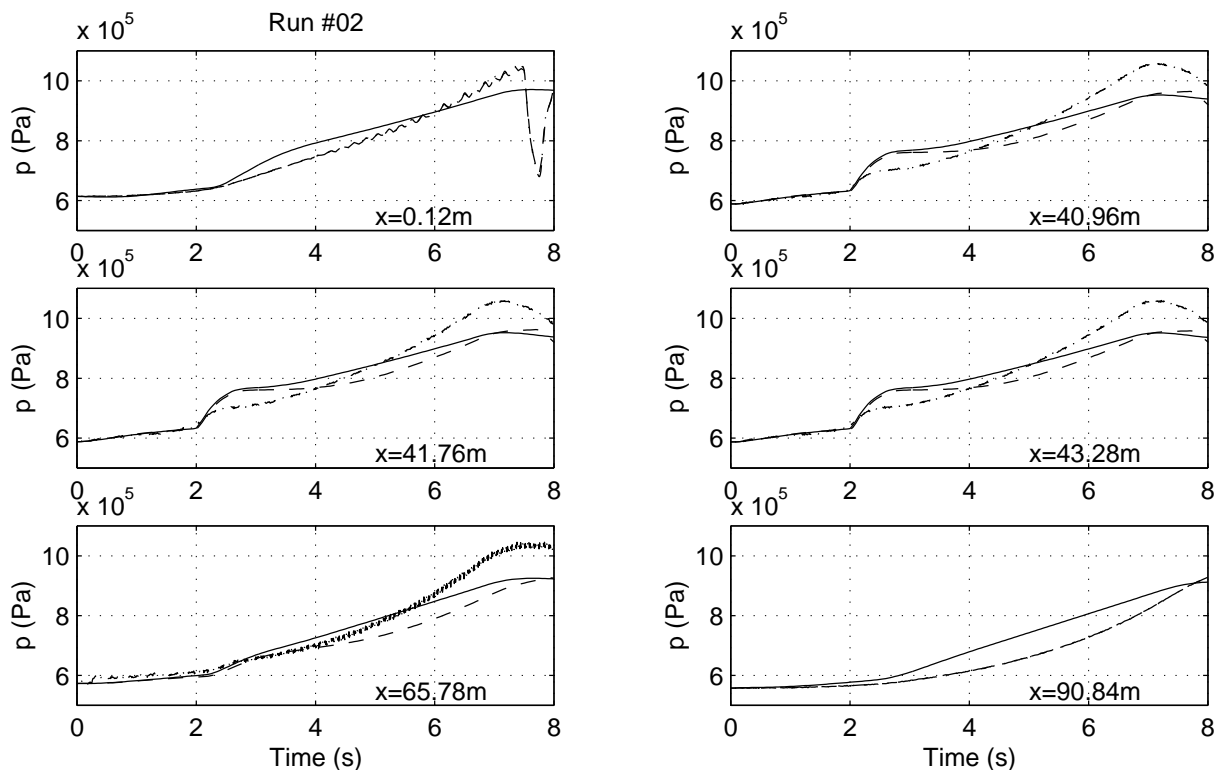 Run #02
x 10^5
x 10^5
10
8
6
p (Pa)
x=0.12m
0 2 4 6 8
10
8
6
p (Pa)
x=40.96m
0 2 4 6 8
x 10^5
x 10^5
10
8
6
p (Pa)
x=41.76m
0 2 4 6 8
10
8
6
p (Pa)
x=43.28m
0 2 4 6 8
x 10^5
x 10^5
10
8
6
p (Pa)
x=65.78m
0 2 4 6 8
Time (s)
10
8
6
p (Pa)
x=90.84m
0 2 4 6 8
Time (s)